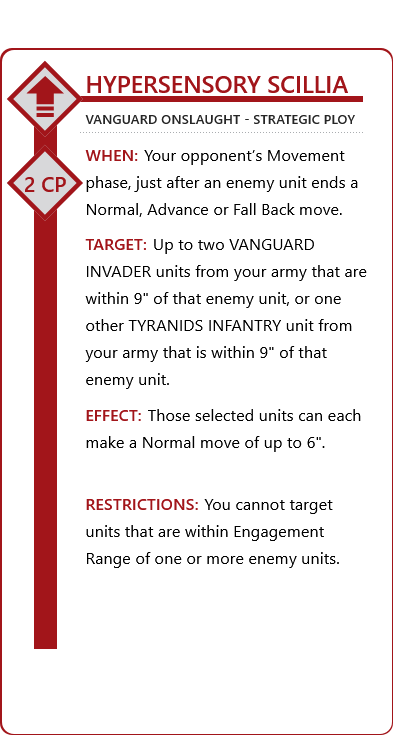 HYPERSENSORY SCILLIA
VANGUARD ONSLAUGHT - STRATEGIC PLOY
WHEN: Your opponent's Movement
phase, just after an enemy unit ends a
2 CP
Normal, Advance or Fall Back move.
TARGET: Up to two VANGUARD
INVADER units from your army that are
within 9" of that enemy unit, or one
other TYRANIDS INFANTRY unit from
your army that is within 9" of that
enemy unit.
EFFECT: Those selected units can each
make a Normal move of up to 6".
RESTRICTIONS: You cannot target
units that are within Engagement
Range of one or more enemy units.